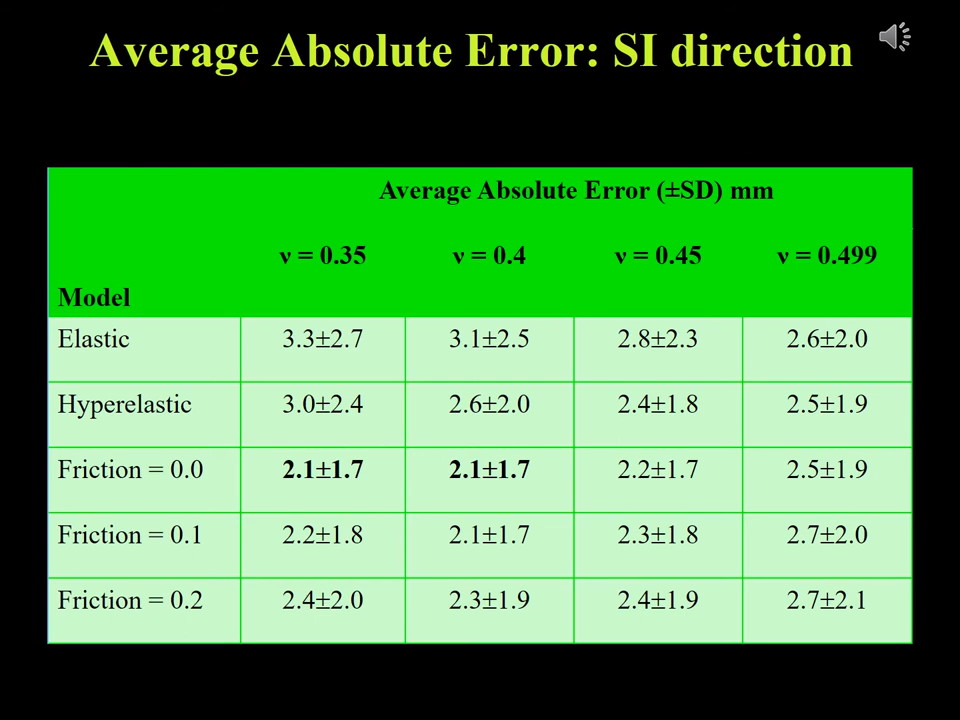 Average Absolute Error: SI direction
Average Absolute Error (±SD) mm
ν = 0.35 ν = 0.4 ν = 0.45 ν = 0.499
Model
Elastic 3.3±2.7 3.1±2.5 2.8±2.3 2.6±2.0
Hyperelastic 3.0±2.4 2.6±2.0 2.4±1.8 2.5±1.9
Friction = 0.0 2.1±1.7 2.1±1.7 2.2±1.7 2.5±1.9
Friction = 0.1 2.2±1.8 2.1±1.7 2.3±1.8 2.7±2.0
Friction = 0.2 2.4±2.0 2.3±1.9 2.4±1.9 2.7±2.1